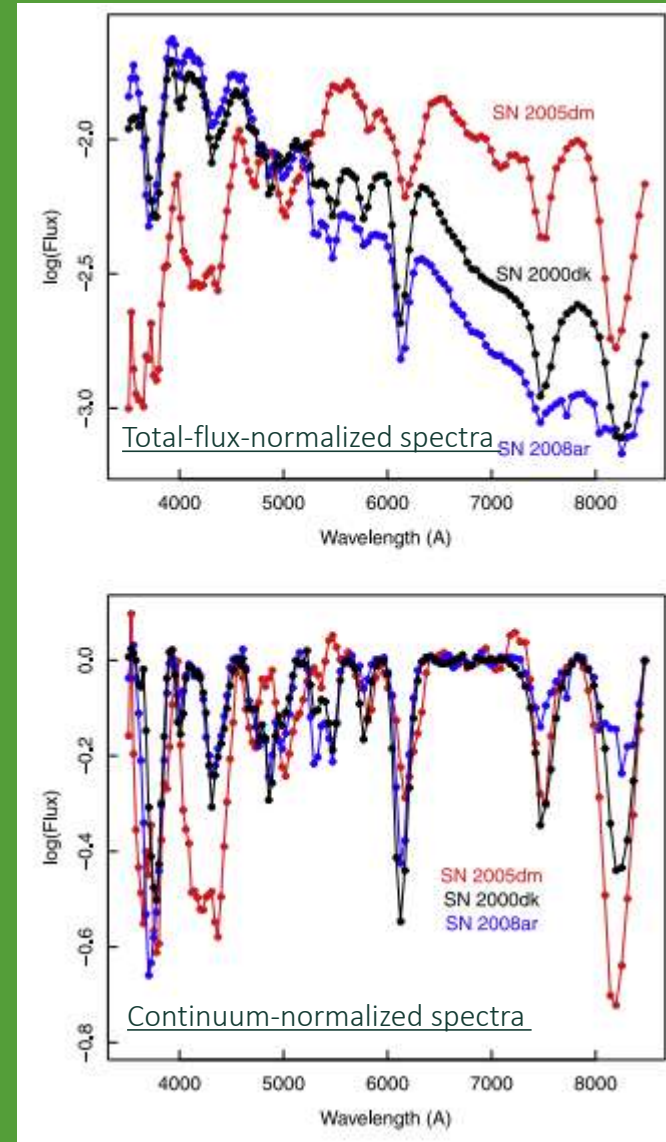 SN 2005dm
SN 2000dk
SN 2008ar
Total-flux-normalized spectra
log(Flux)
-2.0
-2.5
-3.0
4000 5000 6000 7000 8000
Wavelength (A)
SN 2005dm
SN 2000dk
SN 2008ar
Continuum-normalized spectra
log(Flux)
0.0
-0.2
-0.4
-0.6
-0.8
4000 5000 6000 7000 8000
Wavelength (A)